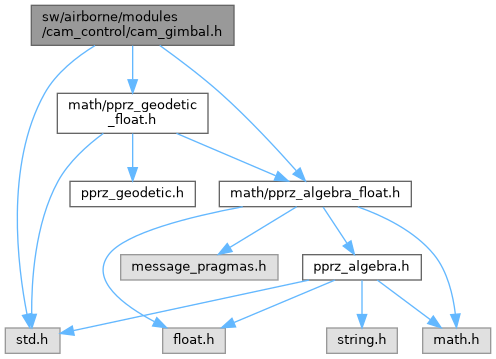 sw/airborne/modules
/cam_control/cam_gimbal.h
math/pprz_geodetic
_float.h
pprz_geodetic.h
math/pprz_algebra_float.h
message_pragmas.h
pprz_algebra.h
std.h
float.h
string.h
math.h